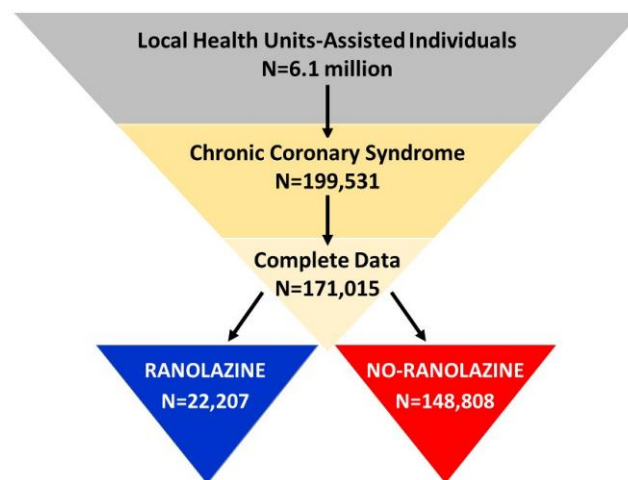 Local Health Units-Assisted Individuals
N=6.1 million
Chronic Coronary Syndrome
N=199,531
Complete Data
N=171,015
RANOLAZINE
N=22,207
NO-RANOLAZINE
N=148,808